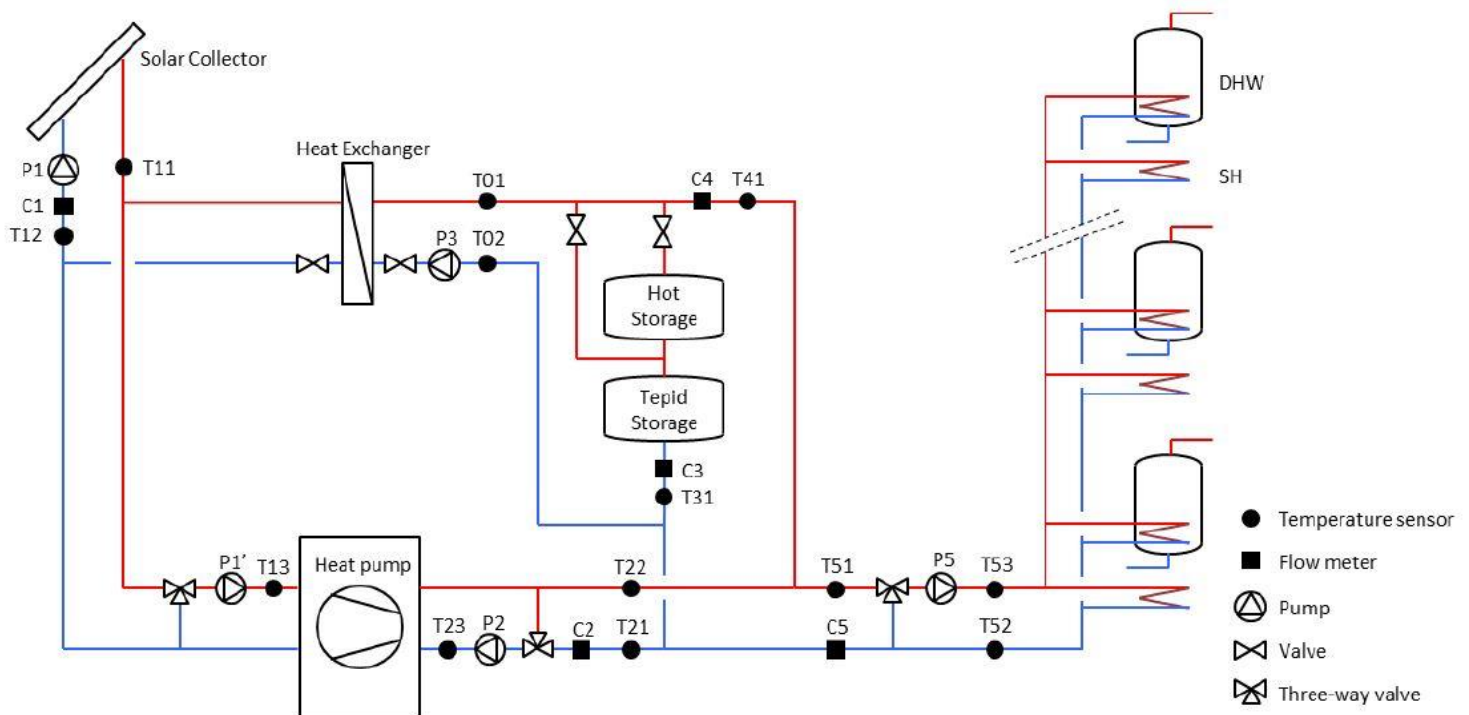 Solar Collector
DHW
P1
T11
Heat Exchanger
SH
C1
T01
C4
T41
T12
P3
T02
Hot
Storage
Tepid
Storage
C3
T31
Temperature sensor
P1' T13
Heat pump
T22
T51
P5
T53
Flow meter
T23
P2
C2
T21
C5
T52
Pump
Valve
Three-way valve